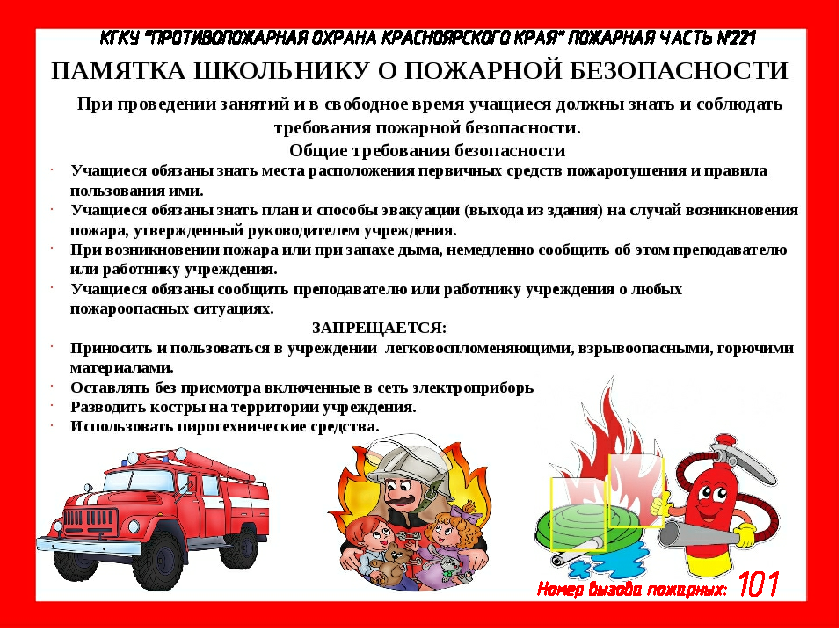 КГКУ "ПРОТИВОПОЖАРНАЯ ОХРАНА КРАСНОЯРСКОГО КРАЯ" ПОЖАРНАЯ ЧАСТЬ №221
ПАМЯТКА ШКОЛЬНИКУ О ПОЖАРНОЙ БЕЗОПАСНОСТИ
При проведении занятий и в свободное время учащиеся должны знать и соблюдать
требования пожарной безопасности.
Общие требования безопасности
· Учащиеся обязаны знать места расположения первичных средств пожаротушения и правила
пользования ими.
· Учащиеся обязаны знать план и способы эвакуации (выхода из здания) на случай возникновения
пожара, утвержденный руководителем учреждения.
· При возникновении пожара или при запахе дыма, немедленно сообщить об этом преподавателю
или работнику учреждения.
· Учащиеся обязаны сообщить преподавателю или работнику учреждения о любых
пожароопасных ситуациях.
ЗАПРЕЩАЕТСЯ:
· Приносить и пользоваться в учреждении легковоспломеняющими, взрывоопасными, горючими
материалами.
· Оставлять без присмотра включенные в сеть электроприборь
· Разводить костры на территории учреждения.
· Использовать пиротехнические средства.
Номер вызова пожарных: 101